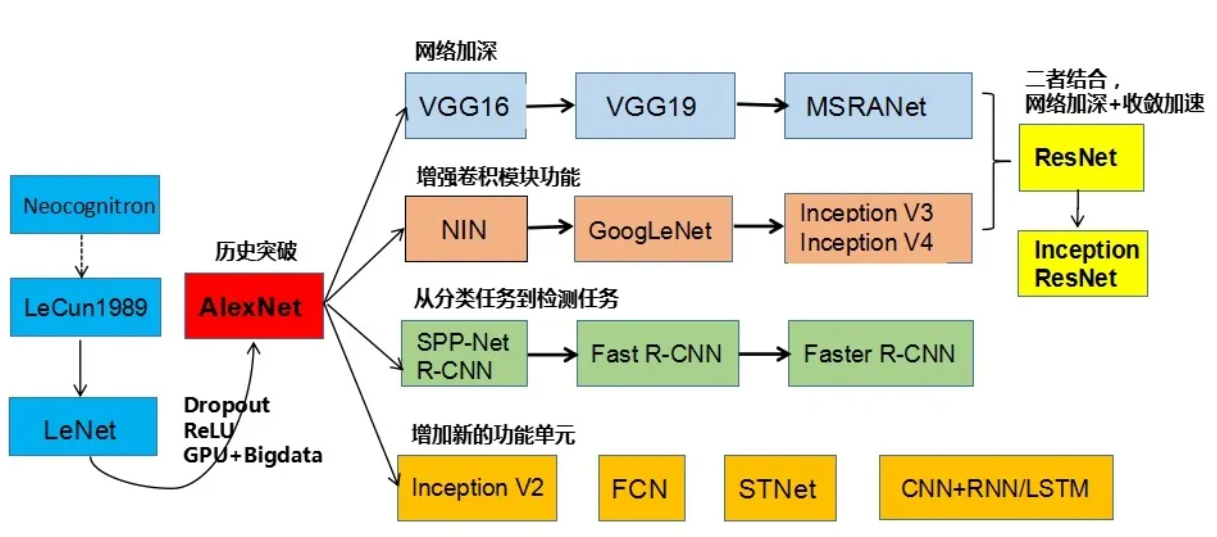 Neocognitron
LeCun1989
LeNet
Dropout
ReLU
GPU+Bigdata
历史突破
AlexNet
网络加深
VGG16
VGG19
MSRANet
增强卷积模块功能
NIN
GoogLeNet
Inception V3
Inception V4
二者结合，
网络加深+收敛加速
ResNet
Inception
ResNet
从分类任务到检测任务
SPP-Net
R-CNN
Fast R-CNN
Faster R-CNN
增加新的功能单元
Inception V2
FCN
STNet
CNN+RNN/LSTM